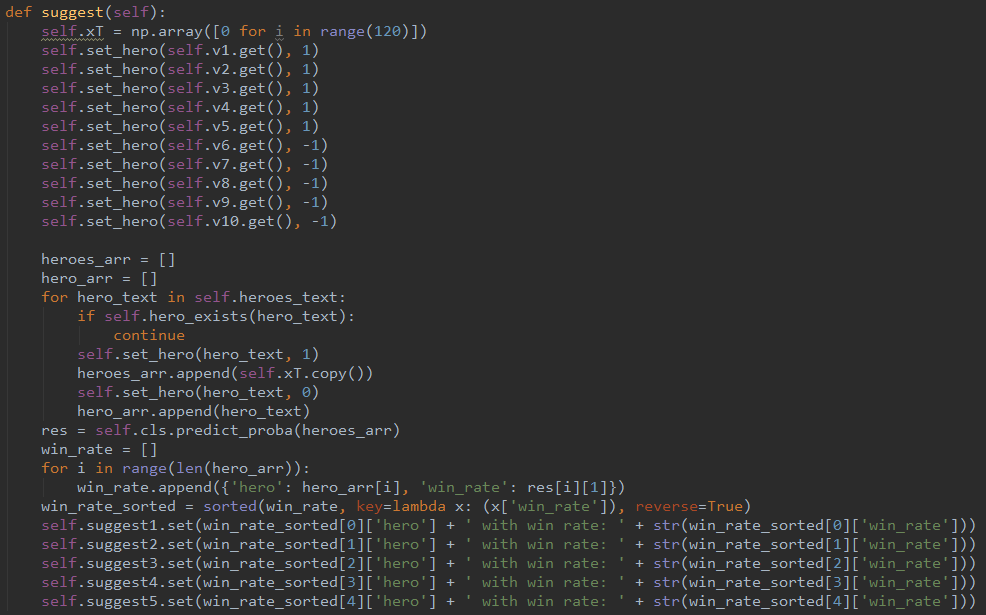 def suggest(self):
    self.xT = np.array([0 for i in range(120)])
    self.set_hero(self.v1.get(), 1)
    self.set_hero(self.v2.get(), 1)
    self.set_hero(self.v3.get(), 1)
    self.set_hero(self.v4.get(), 1)
    self.set_hero(self.v5.get(), 1)
    self.set_hero(self.v6.get(), -1)
    self.set_hero(self.v7.get(), -1)
    self.set_hero(self.v8.get(), -1)
    self.set_hero(self.v9.get(), -1)
    self.set_hero(self.v10.get(), -1)

    heroes_arr = []
    hero_arr = []
    for hero_text in self.heroes_text:
        if self.hero_exists(hero_text):
            continue
        self.set_hero(hero_text, 1)
        heroes_arr.append(self.xT.copy())
        self.set_hero(hero_text, 0)
        hero_arr.append(hero_text)
    res = self.cls.predict_proba(heroes_arr)
    win_rate = []
    for i in range(len(hero_arr)):
        win_rate.append({'hero': hero_arr[i], 'win_rate': res[i][1]})
    win_rate_sorted = sorted(win_rate, key=lambda x: (x['win_rate']), reverse=True)
    self.suggest1.set(win_rate_sorted[0]['hero'] + ' with win rate: ' + str(win_rate_sorted[0]['win_rate']))
    self.suggest2.set(win_rate_sorted[1]['hero'] + ' with win rate: ' + str(win_rate_sorted[1]['win_rate']))
    self.suggest3.set(win_rate_sorted[2]['hero'] + ' with win rate: ' + str(win_rate_sorted[2]['win_rate']))
    self.suggest4.set(win_rate_sorted[3]['hero'] + ' with win rate: ' + str(win_rate_sorted[3]['win_rate']))
    self.suggest5.set(win_rate_sorted[4]['hero'] + ' with win rate: ' + str(win_rate_sorted[4]['win_rate']))